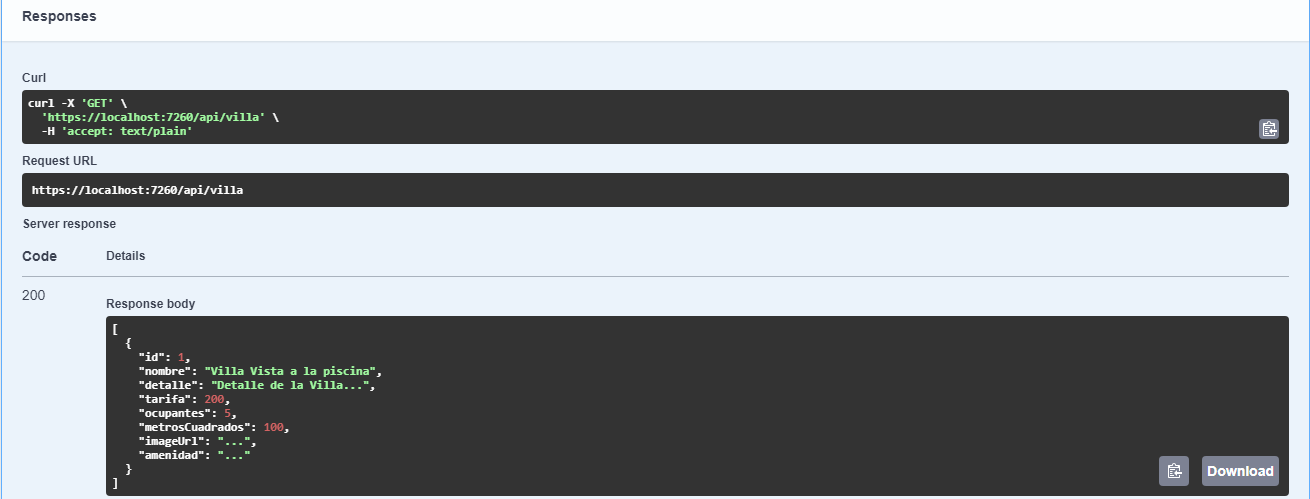 Responses
Curl
curl -X 'GET' \
  'https://localhost:7260/api/villa' \
  -H 'accept: text/plain'
Request URL
https://localhost:7260/api/villa
Server response
Code Details
200
Response body
[
  {
    "id": 1,
    "nombre": "Villa Vista a la piscina",
    "detalle": "Detalle de la Villa...",
    "tarifa": 200,
    "ocupantes": 5,
    "metrosCuadrados": 100,
    "imageUrl": "...",
    "amenidad": "..."
  }
]
Download